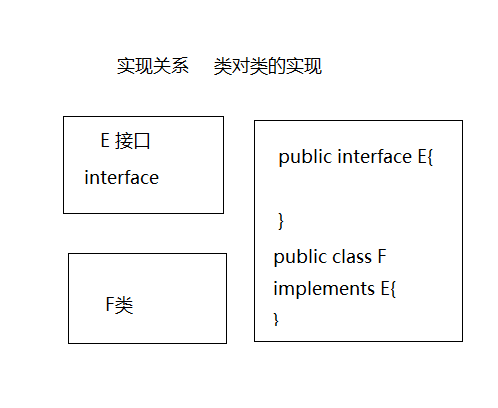 实现关系 类对类的实现
E 接口
interface
F类
public interface E{
}
public class F
implements E{
}